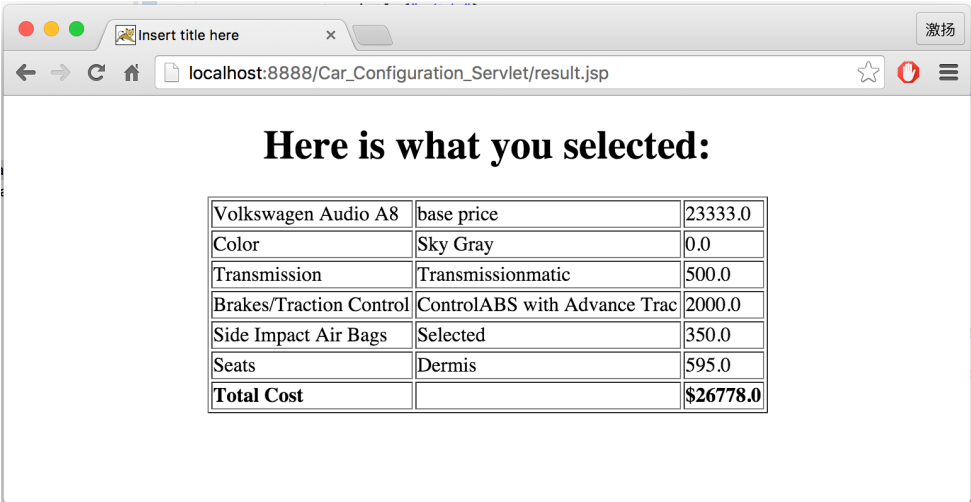 Insert title here
激扬
localhost:8888/Car_Configuration_Servlet/result.jsp
Here is what you selected:
Volkswagen Audio A8 base price 23333.0
Color Sky Gray 0.0
Transmission Transmissionmatic 500.0
Brakes/Traction Control ControlABS with Advance Trac 2000.0
Side Impact Air Bags Selected 350.0
Seats Dermis 595.0
Total Cost $26778.0